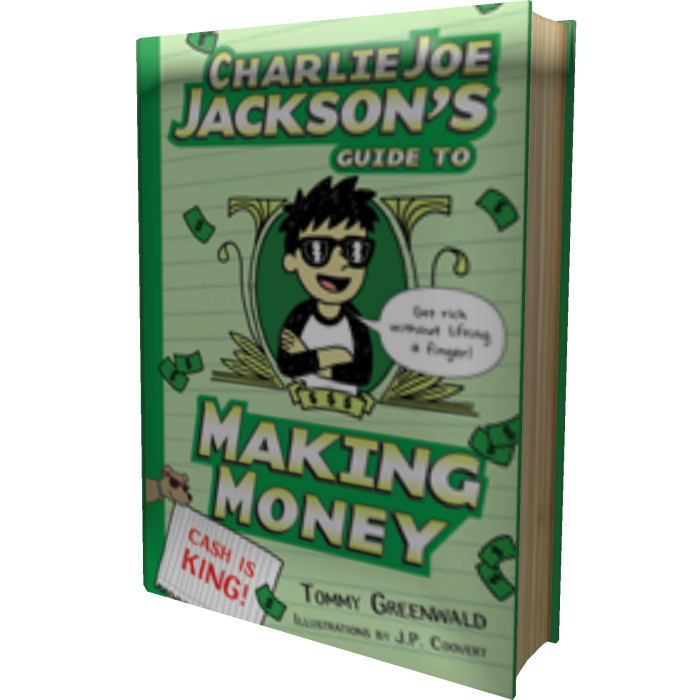 CHARLIE JOE
JACKSON'S
GUIDE TO
Get rich
without lifting
a finger!
$ $ $
MAKING
MONEY
CASH IS
KING!
TOMMY GREENWALD
ILLUSTRATIONS BY J.P. COOVERT